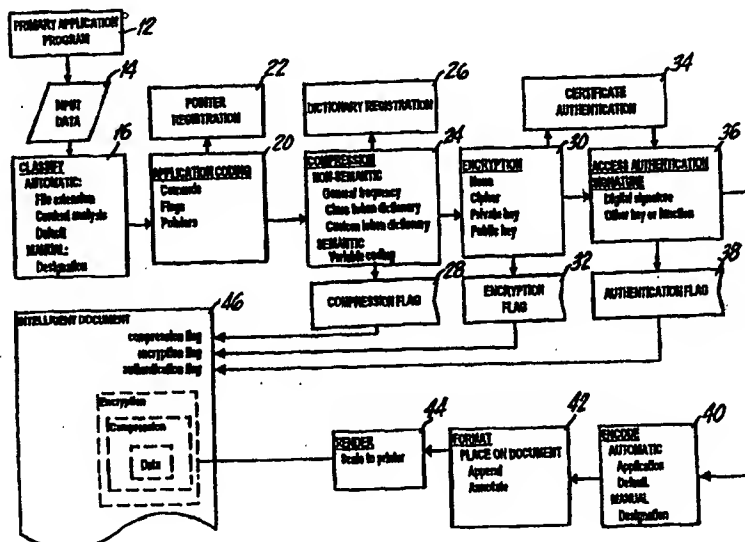 PRIMARY APPLICATION
PROGRAM
12
14
INPUT
DATA
16
CLASSIFY
AUTOMATIC:
File extension
Content analysis
Default
MANUAL:
Designation
22
POINTER
REGISTRATION
20
APPLICATION CODING
Commands
Flags
Pointers
26
DICTIONARY REGISTRATION
24
COMPRESSION
NON-SEMANTIC
General frequency
Class token dictionary
Custom token dictionary
SEMANTIC
Variable coding
28
COMPRESSION FLAG
30
ENCRYPTION
None
Cipher
Private key
Public key
32
ENCRYPTION
FLAG
34
CERTIFICATE
AUTHENTICATION
36
ACCESS AUTHENTICATION
SIGNATURE
Digital signature
Other key or function
38
AUTHENTICATION FLAG
46
INTELLIGENT DOCUMENT
compression flag
encryption flag
authentication flag
Encryption
Compression
Data
44
Scale to printer
42
FORMAT
PLACE ON DOCUMENT
Append
Annotate
40
ENCODE
AUTOMATIC
Application
Default
MANUAL
Designation